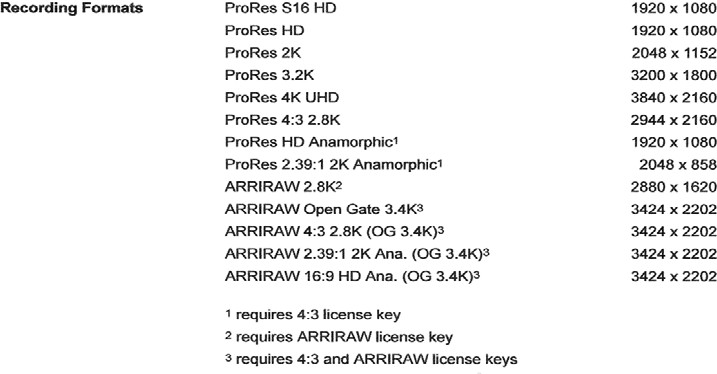 Recording Formats ProRes S16 HD 1920 x 1080
ProRes HD 1920 x 1080
ProRes 2K 2048 x 1152
ProRes 3.2K 3200 x 1800
ProRes 4K UHD 3840 x 2160
ProRes 4:3 2.8K 2944 x 2160
ProRes HD Anamorphic¹ 1920 x 1080
ProRes 2.39:1 2K Anamorphic¹ 2048 x 858
ARRIRAW 2.8K² 2880 x 1620
ARRIRAW Open Gate 3.4K³ 3424 x 2202
ARRIRAW 4:3 2.8K (OG 3.4K)³ 3424 x 2202
ARRIRAW 2.39:1 2K Ana. (OG 3.4K)³ 3424 x 2202
ARRIRAW 16:9 HD Ana. (OG 3.4K)³ 3424 x 2202
¹ requires 4:3 license key
² requires ARRIRAW license key
³ requires 4:3 and ARRIRAW license keys